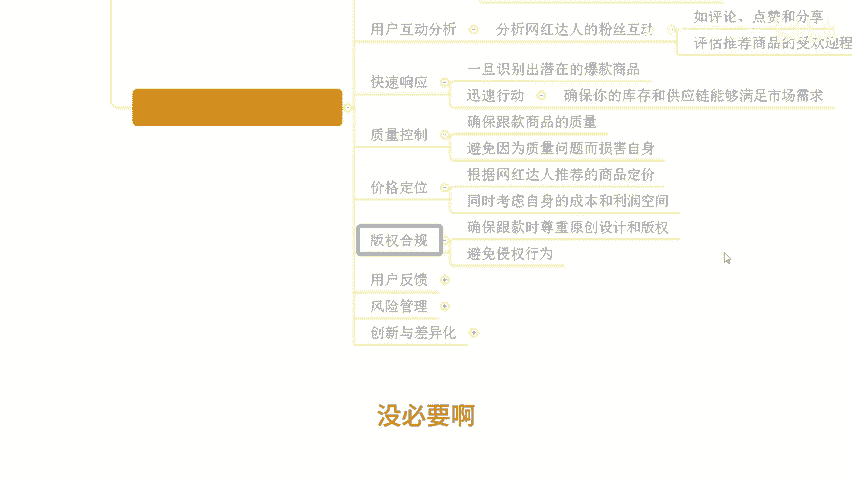 用户互动分析
分析网红达人的粉丝互动
如评论、点赞和分享
评估推荐商品的受欢迎程
快速响应
一旦识别出潜在的爆款商品
迅速行动
确保你的库存和供应链能够满足市场需求
质量控制
确保跟款商品的质量
避免因为质量问题而损害自身
价格定位
根据网红达人推荐的商品定价
同时考虑自身的成本和利润空间
版权合规
确保跟款时尊重原创设计和版权
避免侵权行为
用户反馈
风险管理
创新与差异化
没必要啊